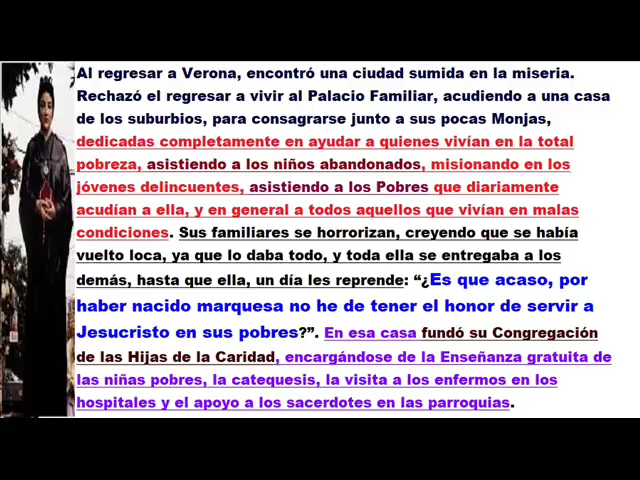 Al regresar a Verona, encontró una ciudad sumida en la miseria.
Rechazó el regresar a vivir al Palacio Familiar, acudiendo a una casa
de los suburbios, para consagrarse junto a sus pocas Monjas,
dedicadas completamente en ayudar a quienes vivían en la total
pobreza, asistiendo a los niños abandonados, misionando en los
jóvenes delincuentes, asistiendo a los Pobres que diariamente
acudían a ella, y en general a todos aquellos que vivían en malas
condiciones. Sus familiares se horrorizan, creyendo que se había
vuelto loca, ya que lo daba todo, y toda ella se entregaba a los
demás, hasta que ella, un día les reprende: “¿Es que acaso, por
haber nacido marquesa no he de tener el honor de servir a
Jesucristo en sus pobres?”. En esa casa fundó su Congregación
de las Hijas de la Caridad, encargándose de la Enseñanza gratuita de
las niñas pobres, la catequesis, la visita a los enfermos en los
hospitales y el apoyo a los sacerdotes en las parroquias.